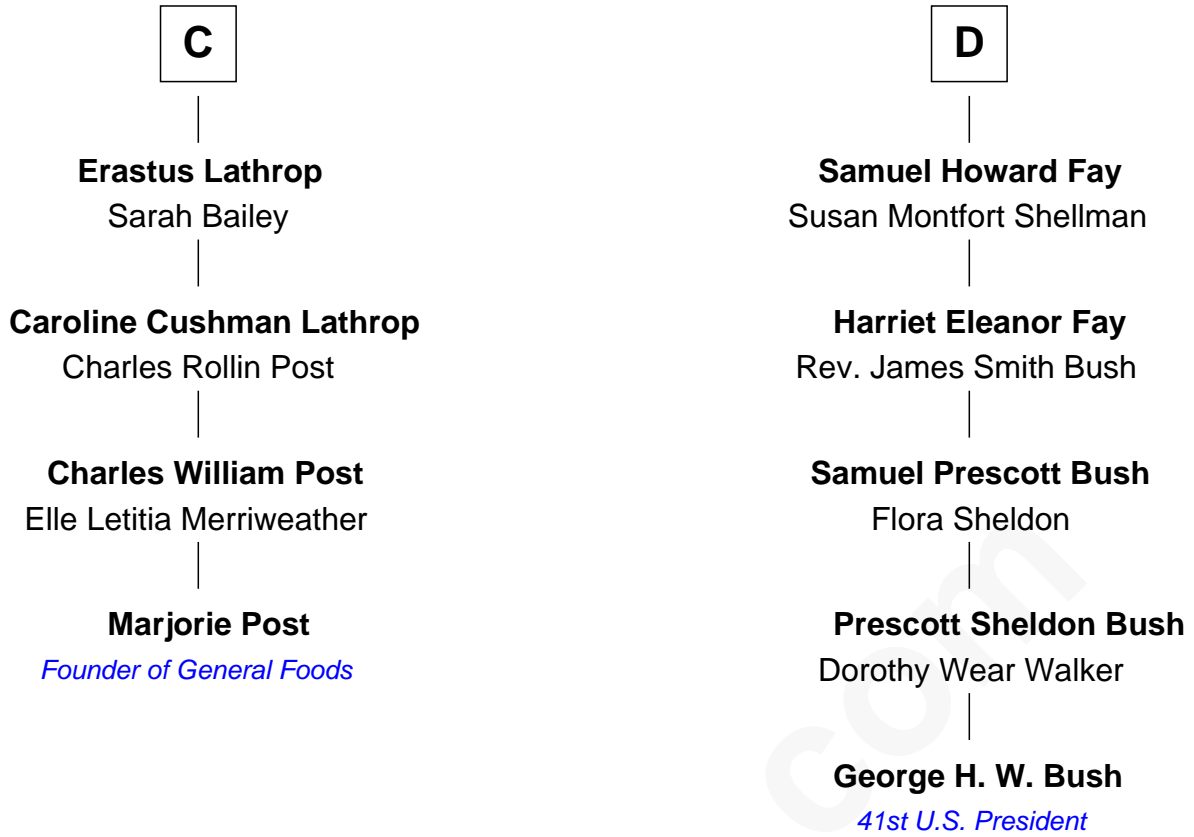 C
Erastus Lathrop
Sarah Bailey
Caroline Cushman Lathrop
Charles Rollin Post
Charles William Post
Elle Letitia Merriweather
Marjorie Post
Founder of General Foods
D
Samuel Howard Fay
Susan Montfort Shellman
Harriet Eleanor Fay
Rev. James Smith Bush
Samuel Prescott Bush
Flora Sheldon
Prescott Sheldon Bush
Dorothy Wear Walker
George H. W. Bush
41st U.S. President
com